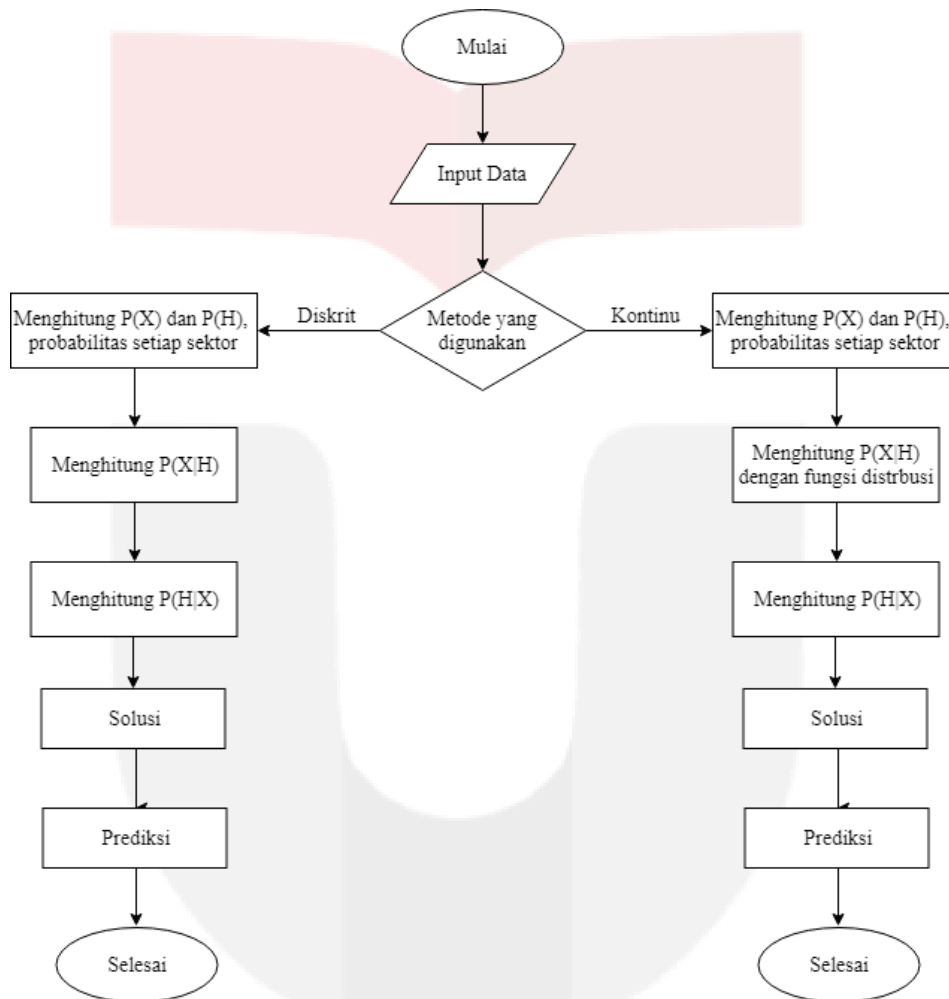 Mulai
Input Data
Metode yang
digunakan
Diskrit
Kontinu
Menghitung P(X) dan P(H),
probabilitas setiap sektor
Menghitung P(X|H)
Menghitung P(H|X)
Solusi
Prediksi
Selesai
Menghitung P(X) dan P(H),
probabilitas setiap sektor
Menghitung P(X|H)
dengan fungsi distrbusi
Menghitung P(H|X)
Solusi
Prediksi
Selesai